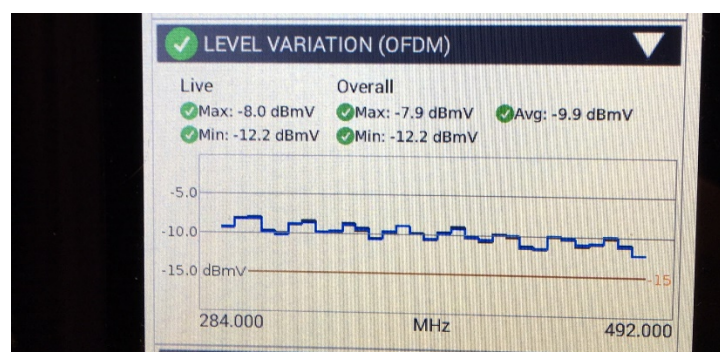 LEVEL VARIATION (OFDM)
Live Overall
Max: -8.0 dBmV Max: -7.9 dBmV Avg: -9.9 dBmV
Min: -12.2 dBmV Min: -12.2 dBmV
-5.0
-10.0
-15.0 dBmV -15
284.000 MHz 492.000